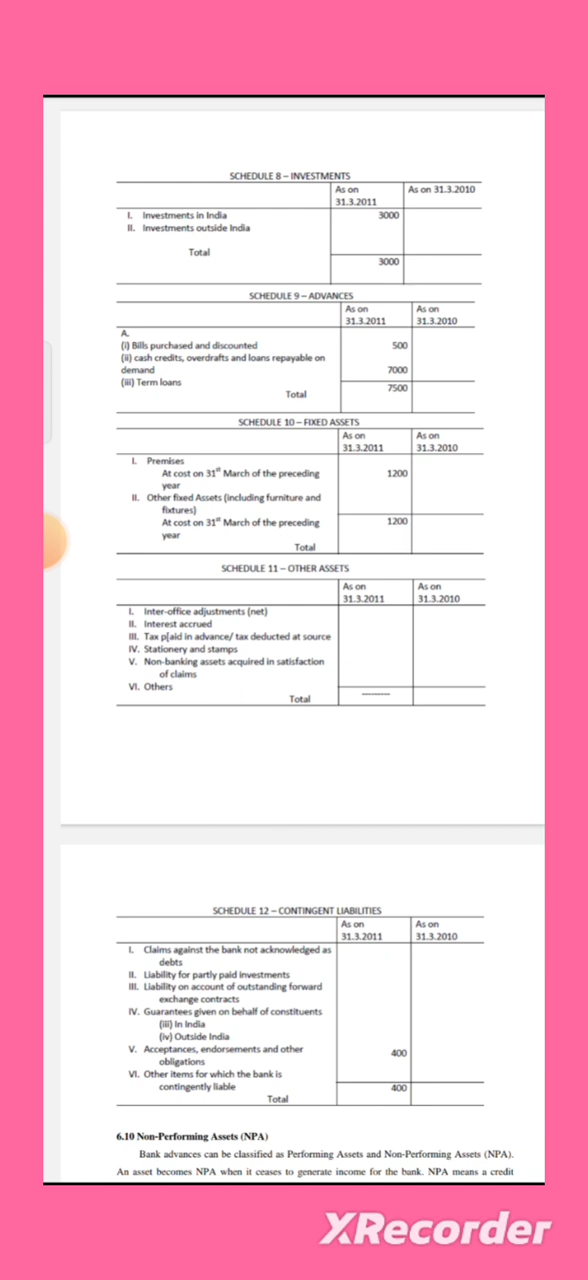 SCHEDULE 8 – INVESTMENTS
As on As on 31.3.2010
31.3.2011
I. Investments in India 3000
II. Investments outside India
Total
3000
SCHEDULE 9 – ADVANCES
As on As on
31.3.2011 31.3.2010
A.
(i) Bills purchased and discounted 500
(ii) cash credits, overdrafts and loans repayable on
demand 7000
(iii) Term loans 7500
Total
SCHEDULE 10 – FIXED ASSETS
As on As on
31.3.2011 31.3.2010
I. Premises
At cost on 31st March of the preceding 1200
year
II. Other fixed Assets (including furniture and
fixtures)
At cost on 31st March of the preceding 1200
year
Total
SCHEDULE 11 – OTHER ASSETS
As on As on
31.3.2011 31.3.2010
I. Inter-office adjustments (net)
II. Interest accrued
III. Tax p[aid in advance/ tax deducted at source
IV. Stationery and stamps
V. Non-banking assets acquired in satisfaction
of claims
VI. Others ---------
Total
SCHEDULE 12 – CONTINGENT LIABILITIES
As on As on
31.3.2011 31.3.2010
I. Claims against the bank not acknowledged as
debts
II. Liability for partly paid investments
III. Liability on account of outstanding forward
exchange contracts
IV. Guarantees given on behalf of constituents
(iii) In India
(iv) Outside India
V. Acceptances, endorsements and other 400
obligations
VI. Other items for which the bank is
contingently liable 400
Total
6.10 Non-Performing Assets (NPA)
Bank advances can be classified as Performing Assets and Non-Performing Assets (NPA).
An asset becomes NPA when it ceases to generate income for the bank. NPA means a credit
XRecorder